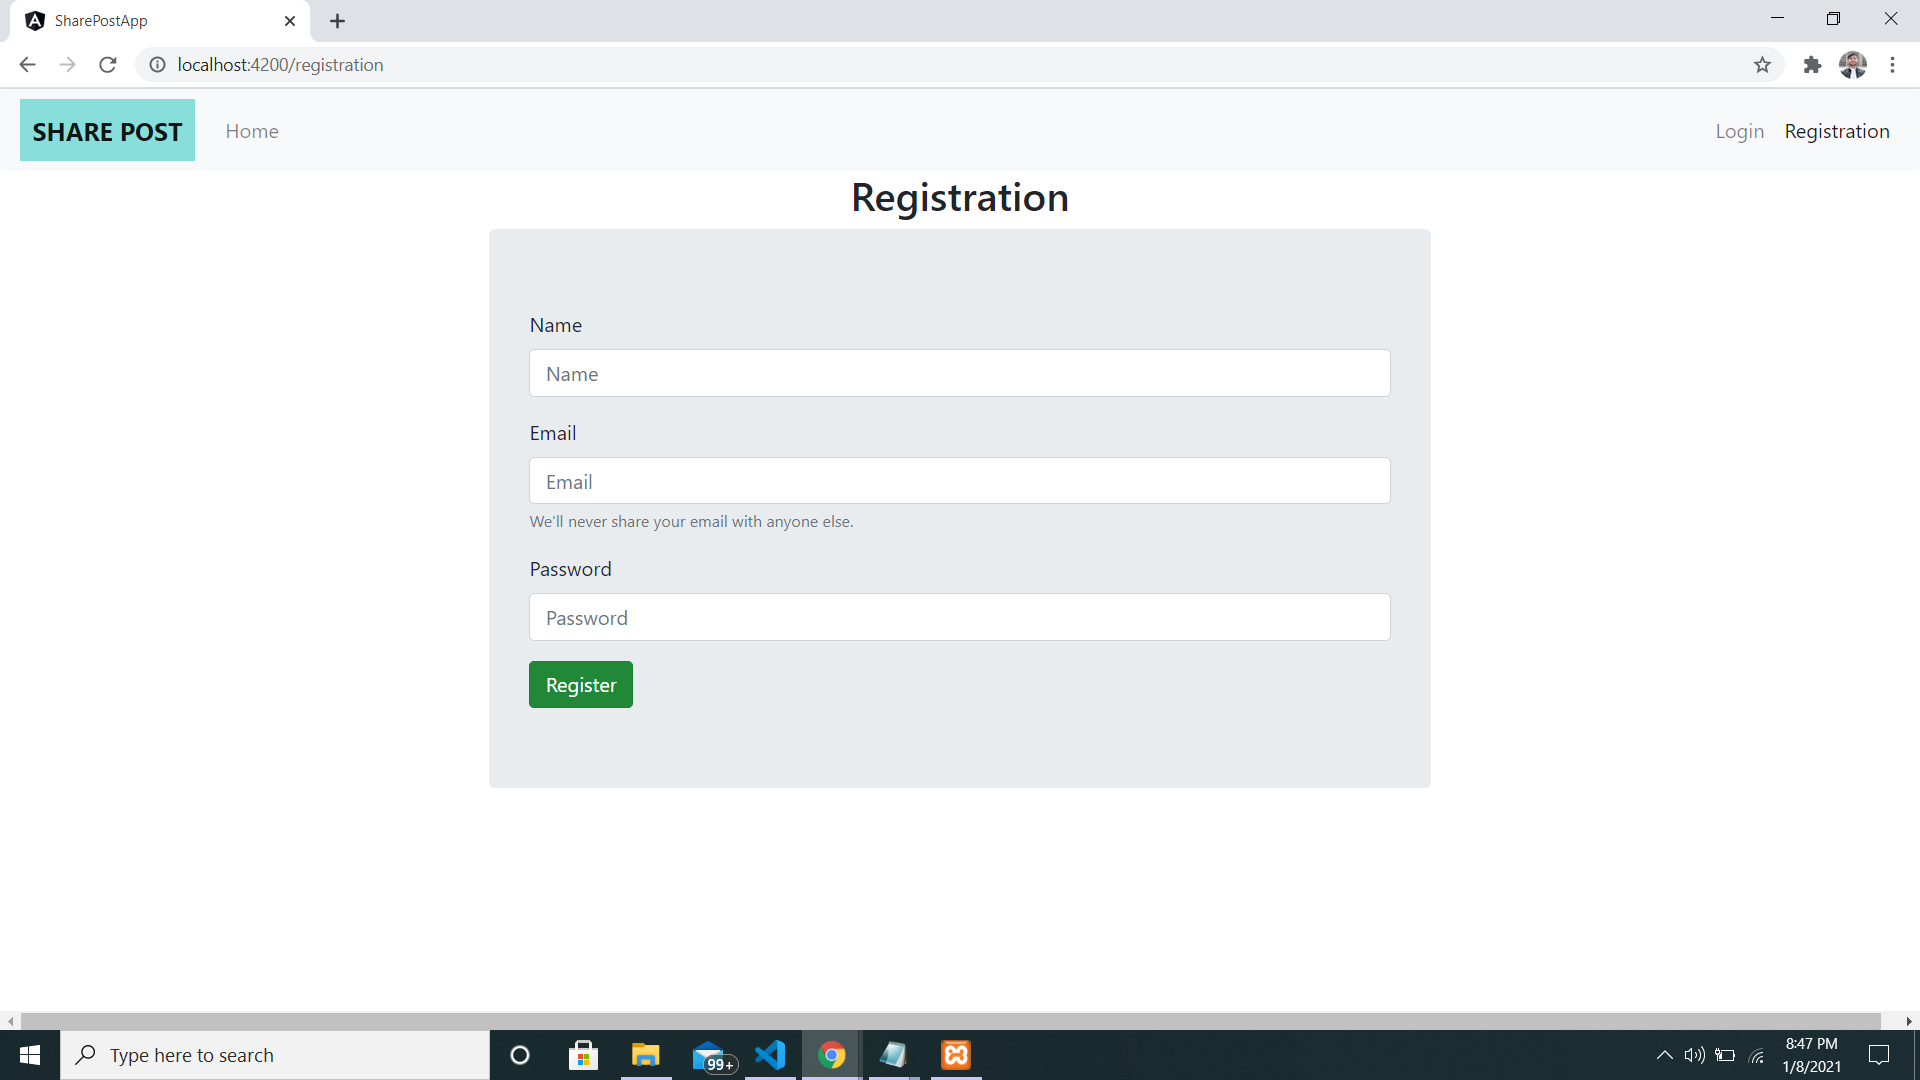 SharePostApp
localhost:4200/registration
SHARE POST
Home
Login
Registration
Registration
Name
Name
Email
Email
We'll never share your email with anyone else.
Password
Password
Register
Type here to search
99+
8:47 PM
1/8/2021